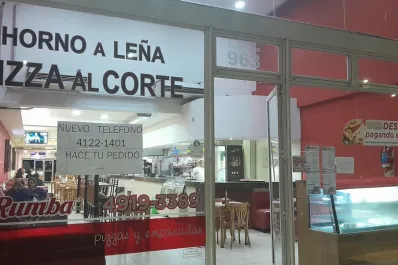 HORNO A LEÑA
IZZA AL CORTE
963
NUEVO TELEFONO
4122-1401
HACE TU PEDIDO
Rumba
4919-3389
pizzas y empanadas
DES
pagando e